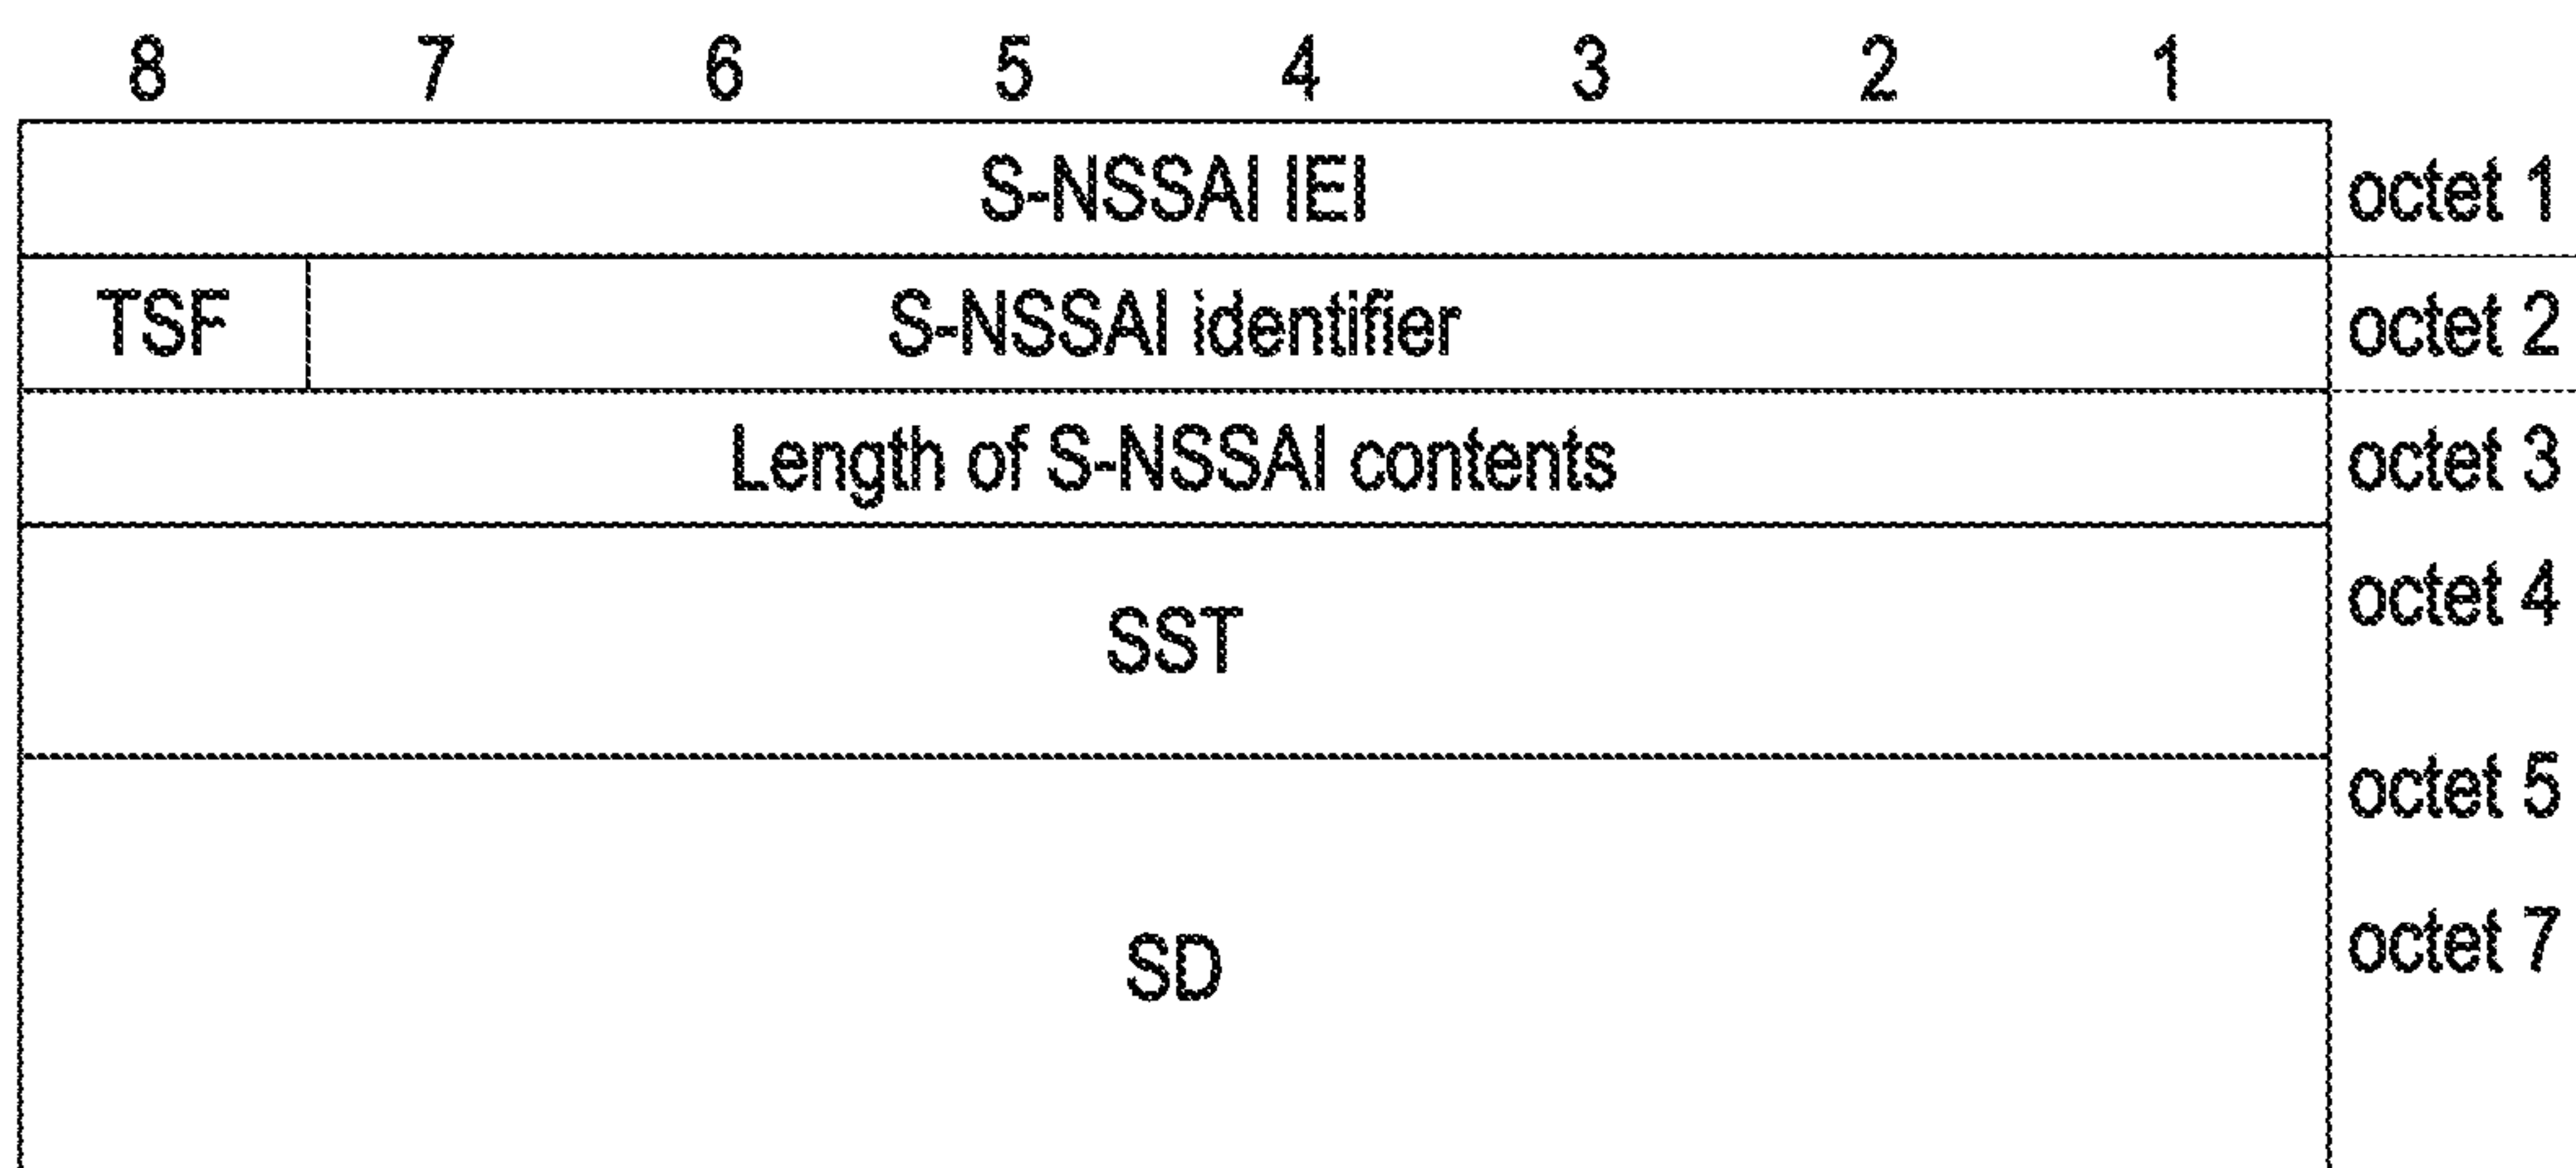 8 7 6 5 4 3 2 1
S-NSSAI IEI octet 1
TSF S-NSSAI identifier octet 2
Length of S-NSSAI contents octet 3
octet 4
SST
octet 5
octet 7
SD